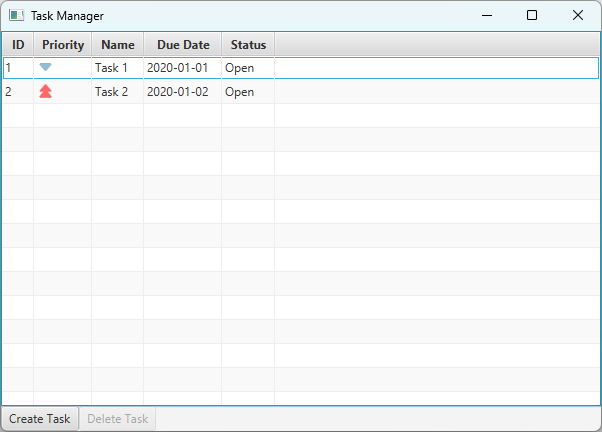 Task Manager
ID Priority Name Due Date Status
1 Task 1 2020-01-01 Open
2 Task 2 2020-01-02 Open
Create Task Delete Task